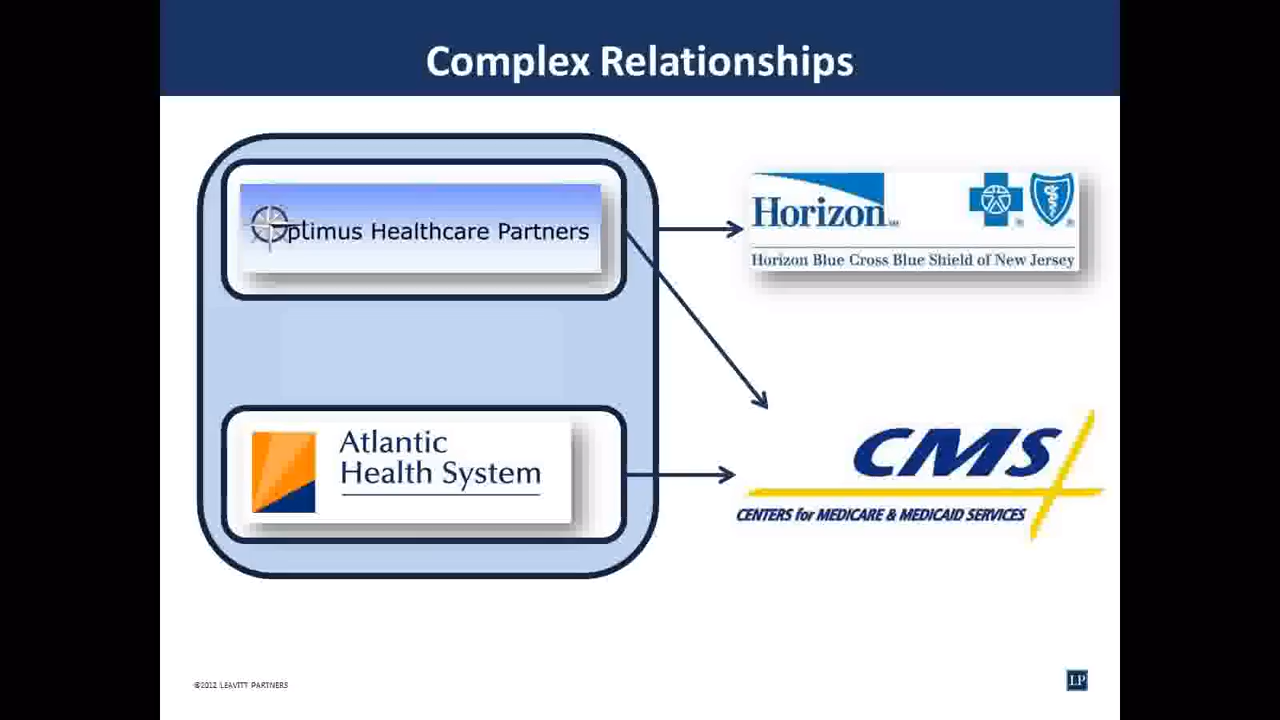 Complex Relationships
Optimus Healthcare Partners
Horizon
Horizon Blue Cross Blue Shield of New Jersey
Atlantic
Health System
CMS
CENTERS for MEDICARE & MEDICAID SERVICES
©2012 LEAVITT PARTNERS
LP